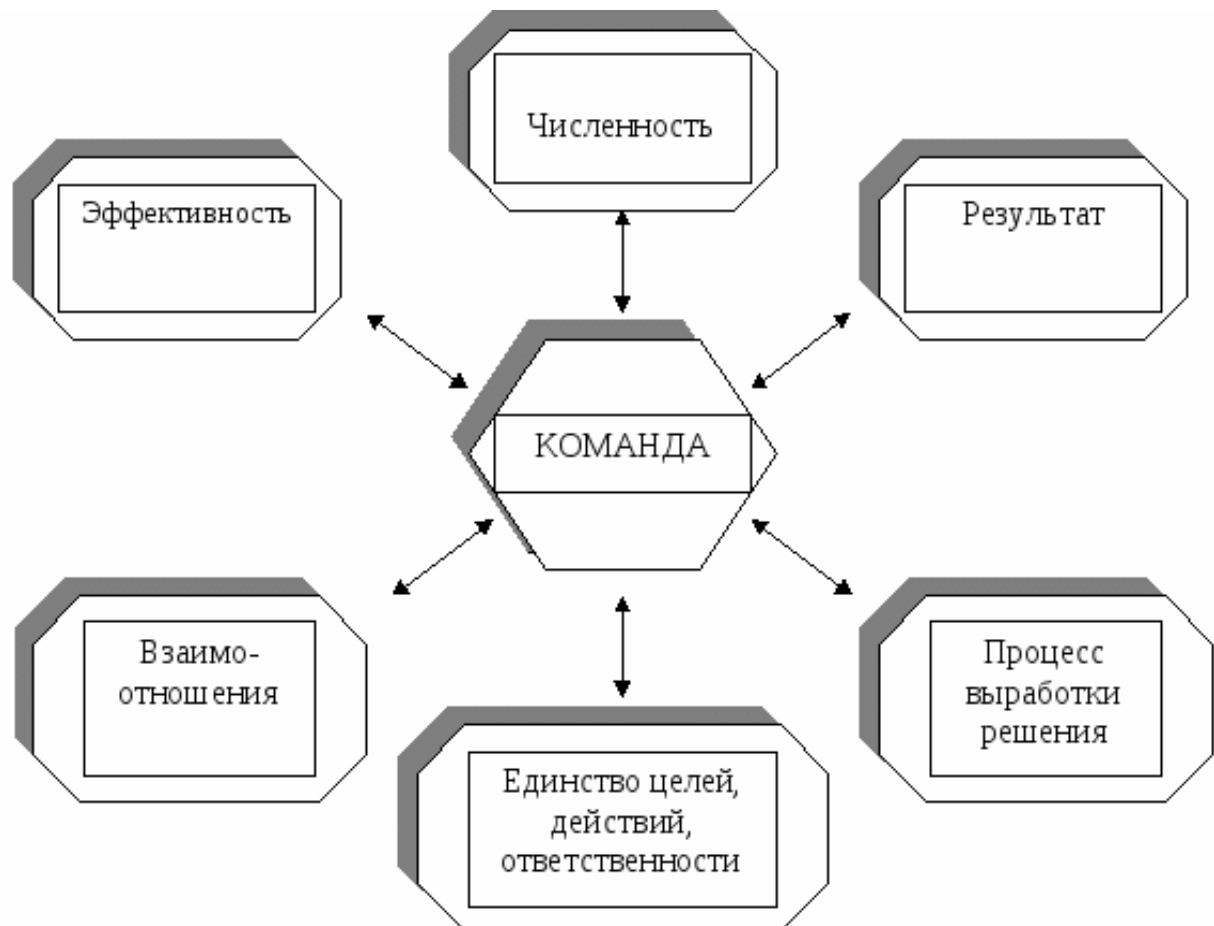 Численность
Эффективность
Результат
КОМАНДА
Взаимо-
отношения
Процесс
выработки
решения
Единство целей,
действий,
ответственности